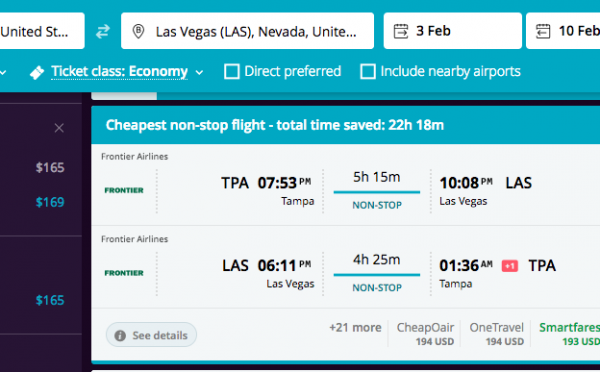 United St...
B Las Vegas (LAS), Nevada, Unite...
3 Feb
10 Feb
Ticket class: Economy
Direct preferred
Include nearby airports
$165
$169
$165
Cheapest non-stop flight - total time saved: 22h 18m
Frontier Airlines
FRONTIER
TPA 07:53 PM
Tampa
5h 15m
NON-STOP
10:08 PM LAS
Las Vegas
Frontier Airlines
FRONTIER
LAS 06:11 PM
Las Vegas
4h 25m
NON-STOP
01:36 AM +1 TPA
Tampa
i See details
+21 more
CheapOair
194 USD
OneTravel
194 USD
Smartfares
193 USD